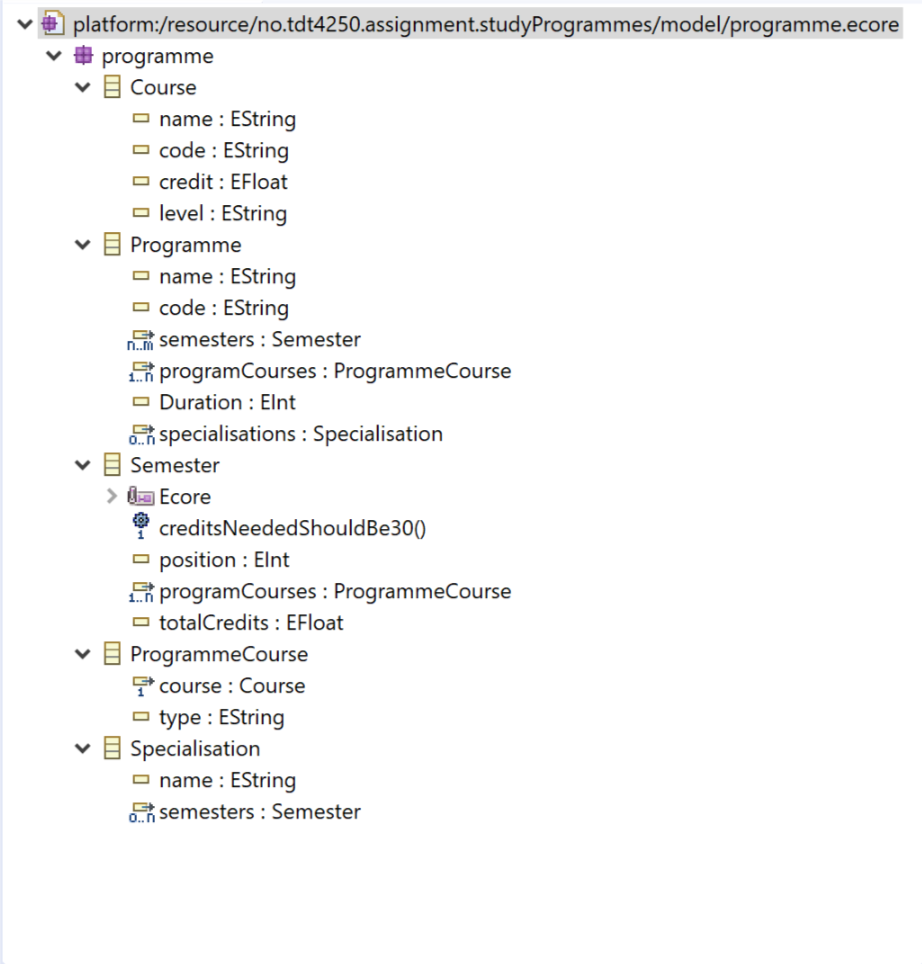 platform:/resource/no.tdt4250.assignment.studyProgrammes/model/programme.ecore
programme
Course
name : EString
code : EString
credit : EFloat
level : EString
Programme
name : EString
code : EString
n..m semesters : Semester
1..n programCourses : ProgrammeCourse
Duration : EInt
0..n specialisations : Specialisation
Semester
Ecore
1 creditsNeededShouldBe30()
position : EInt
1..n programCourses : ProgrammeCourse
totalCredits : EFloat
ProgrammeCourse
1 course : Course
type : EString
Specialisation
name : EString
0..n semesters : Semester